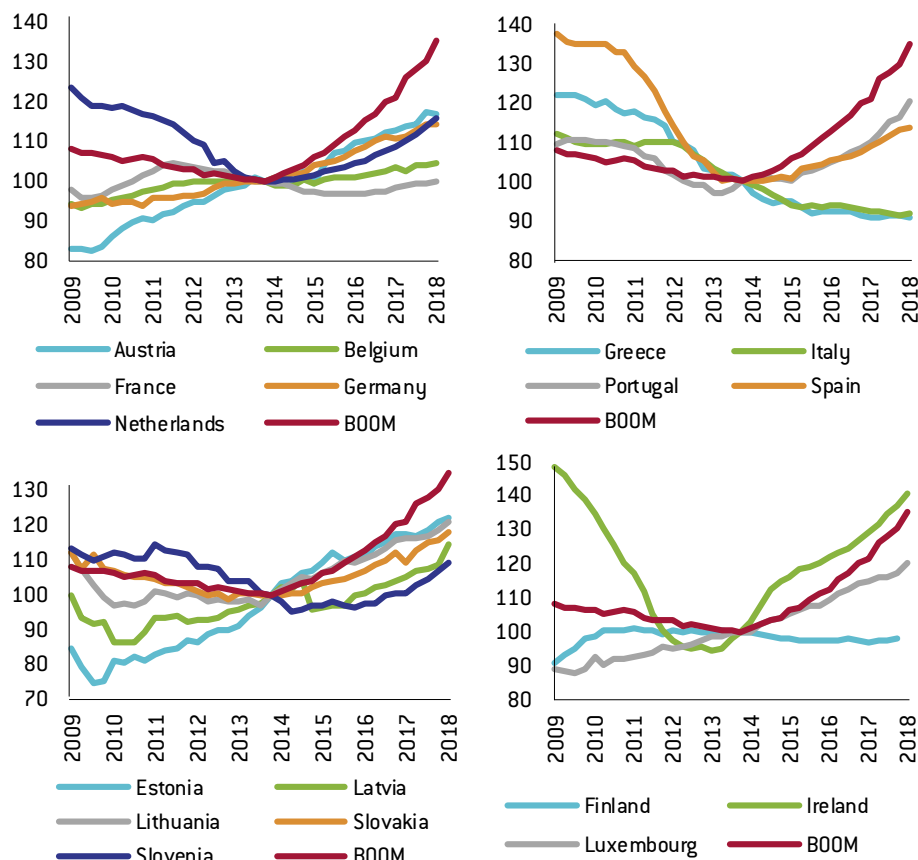 140
130
120
110
100
90
80
2009 2010 2011 2012 2013 2014 2015 2016 2017 2018
Austria Belgium
France Germany
Netherlands BOOM
140
130
120
110
100
90
80
2009 2010 2011 2012 2013 2014 2015 2016 2017 2018
Greece Italy
Portugal Spain
BOOM
130
120
110
100
90
80
70
2009 2010 2011 2012 2013 2014 2015 2016 2017 2018
Estonia Latvia
Lithuania Slovakia
Slovenia BOOM
150
140
130
120
110
100
90
80
2009 2010 2011 2012 2013 2014 2015 2016 2017 2018
Finland Ireland
Luxembourg BOOM